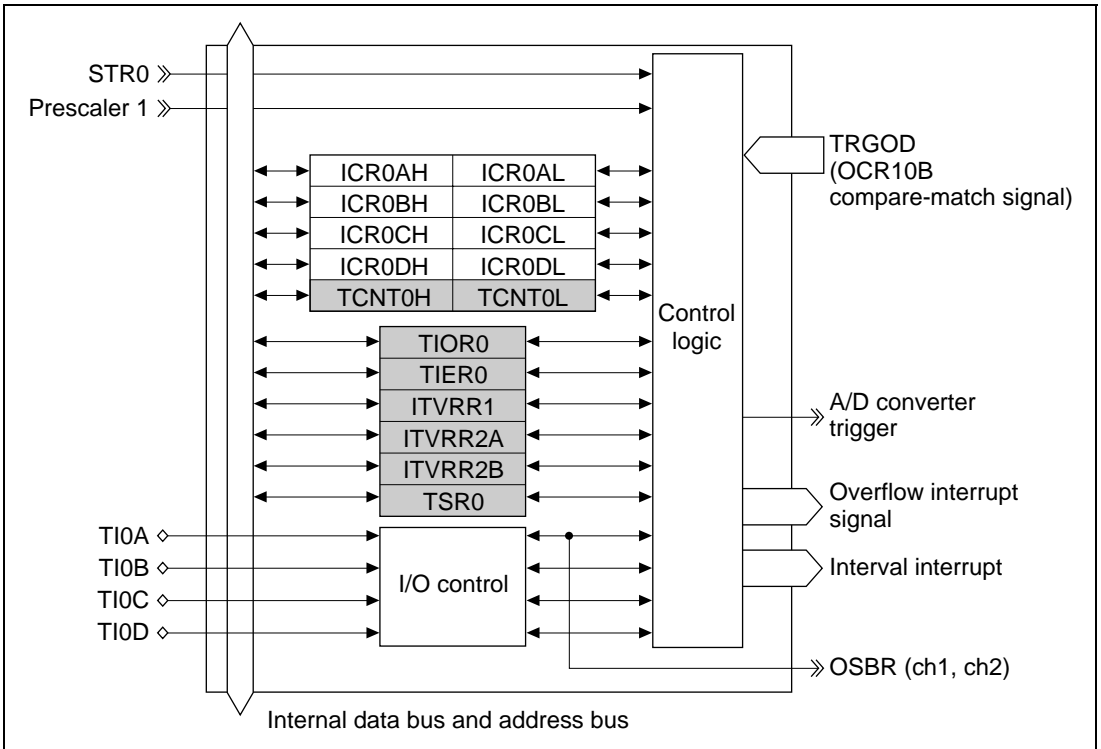 STR0
Prescaler 1
TRGOD
(OCR10B
compare-match signal)
ICR0AH ICR0AL
ICR0BH ICR0BL
ICR0CH ICR0CL
ICR0DH ICR0DL
TCNT0H TCNT0L
Control
logic
TIOR0
TIER0
ITVRR1
ITVRR2A
ITVRR2B
TSR0
A/D converter
trigger
Overflow interrupt
signal
Interval interrupt
TI0A
TI0B
TI0C
TI0D
I/O control
OSBR (ch1, ch2)
Internal data bus and address bus